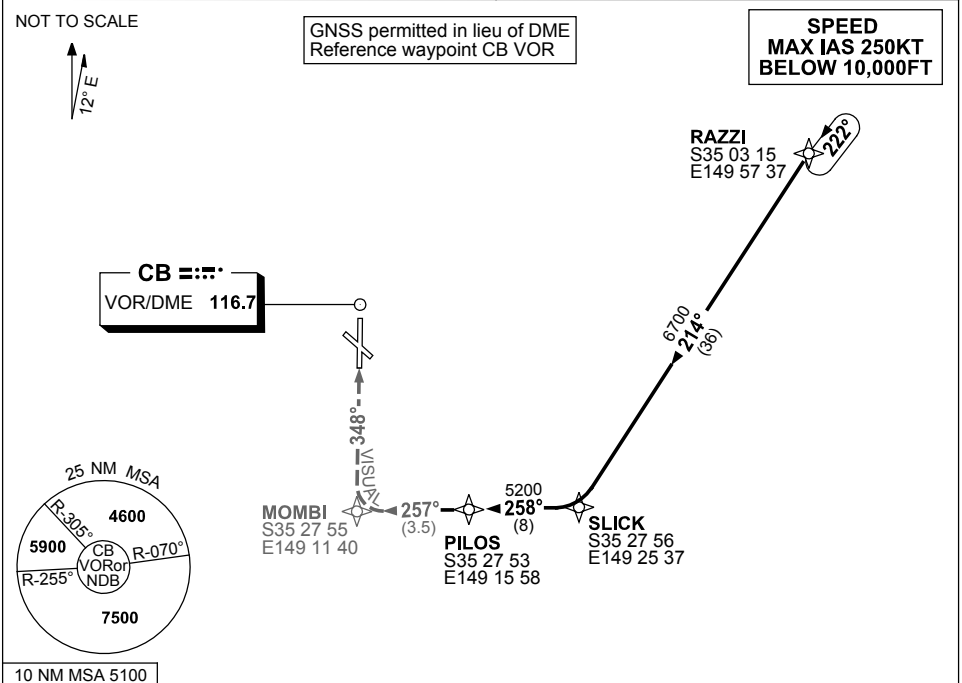 NOT TO SCALE
12° E
GNSS permitted in lieu of DME
Reference waypoint CB VOR
SPEED
MAX IAS 250KT
BELOW 10,000FT
RAZZI
S35 03 15
E149 57 37
222°
CB
VOR/DME 116.7
6700
214°
(36)
348°
VISUAL
MOMBI
S35 27 55
E149 11 40
257°
(3.5)
PILOS
S35 27 53
E149 15 58
5200
258°
(8)
SLICK
S35 27 56
E149 25 37
25 NM MSA
R-305°
4600
5900
CB
VORor
NDB
R-070°
R-255°
7500
10 NM MSA 5100